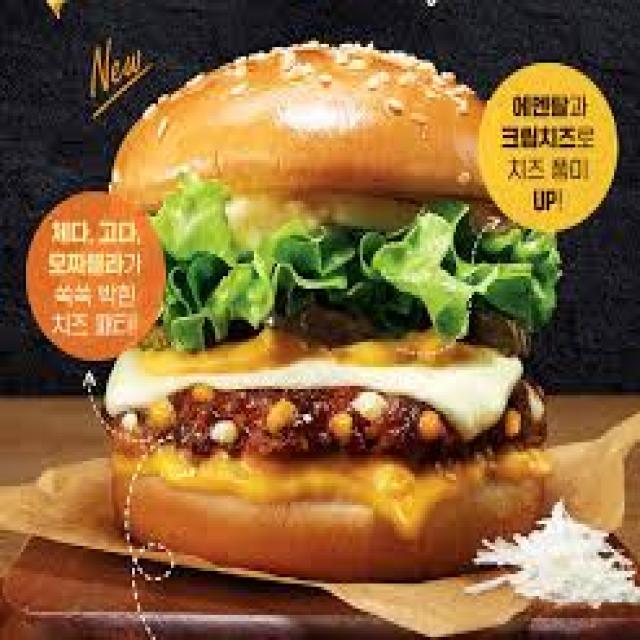 New
에멘탈과
크림치즈로
치즈 풍미
UP!
체다, 고다,
모짜렐라가
쏙쏙 박힌
치즈 패티!